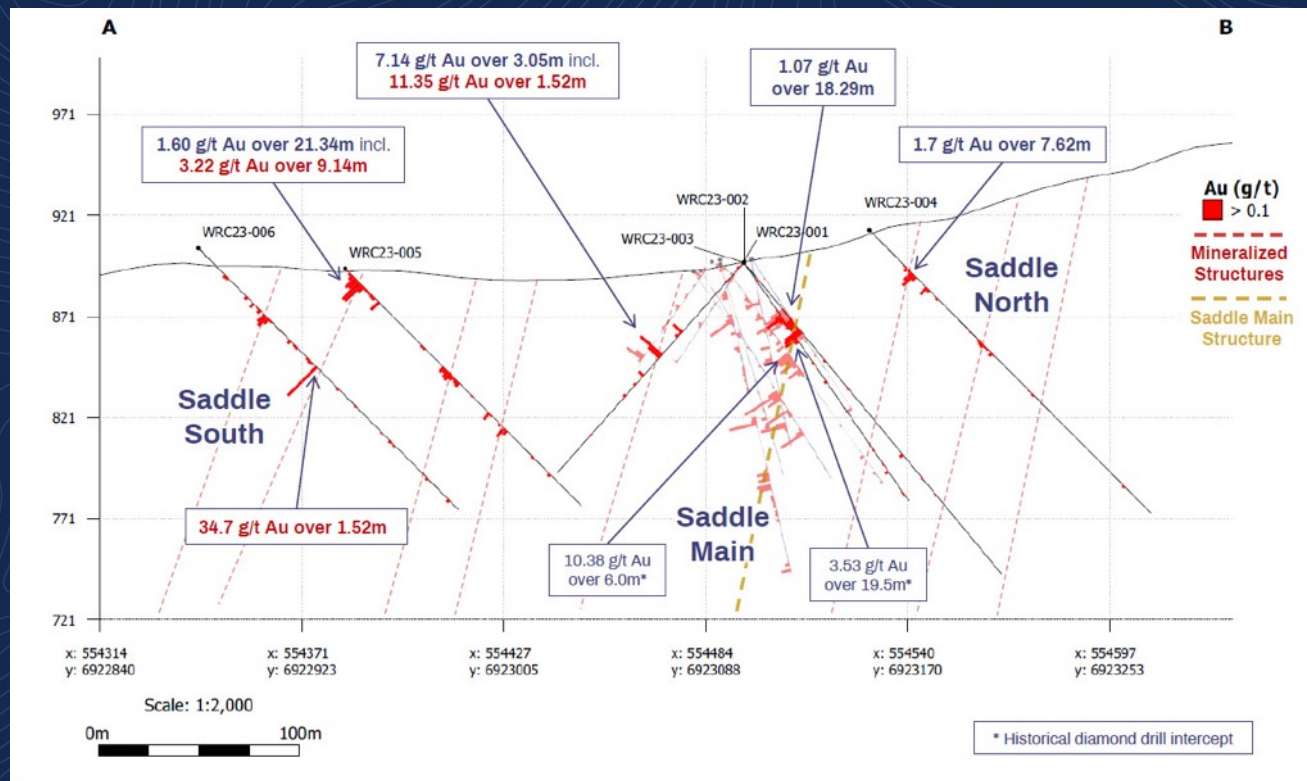 A
B
7.14 g/t Au over 3.05m incl.
11.35 g/t Au over 1.52m
1.07 g/t Au
over 18.29m
1.60 g/t Au over 21.34m incl.
3.22 g/t Au over 9.14m
1.7 g/t Au over 7.62m
971
921
871
821
771
721
WRC23-006
WRC23-005
WRC23-003
WRC23-002
WRC23-001
WRC23-004
Au (g/t)
> 0.1
Mineralized
Structures
Saddle Main
Structure
Saddle
North
Saddle
South
Saddle
Main
34.7 g/t Au over 1.52m
10.38 g/t Au
over 6.0m*
3.53 g/t Au
over 19.5m*
x: 554314
y: 6922840
x: 554371
y: 6922923
x: 554427
y: 6923005
x: 554484
y: 6923088
x: 554540
y: 6923170
x: 554597
y: 6923253
Scale: 1:2,000
0m
100m
* Historical diamond drill intercept